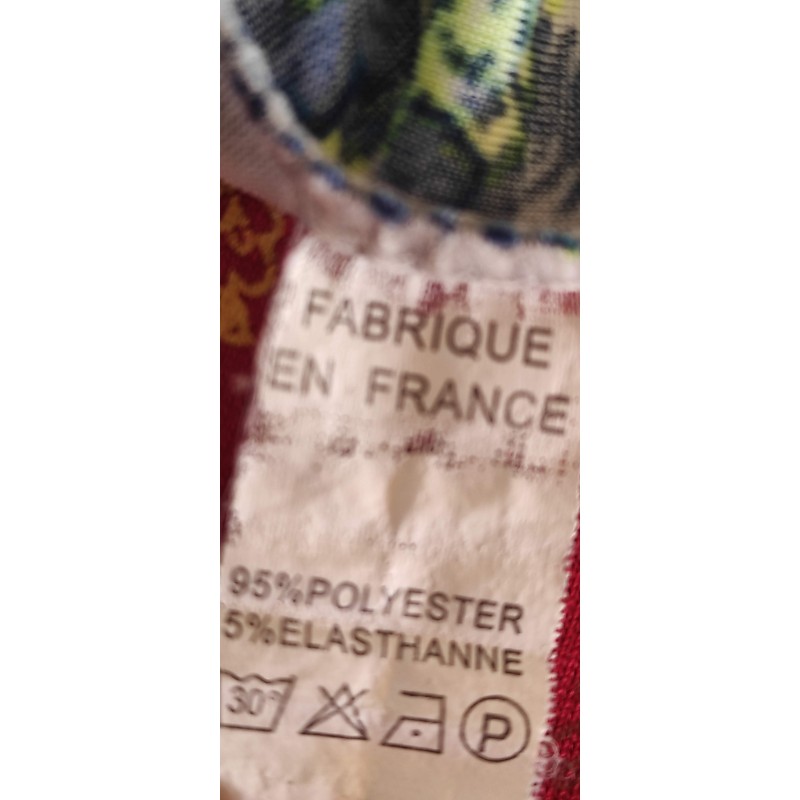 FABRIQUE
EN FRANCE
95%POLYESTER
5%ELASTHANNE
30° P